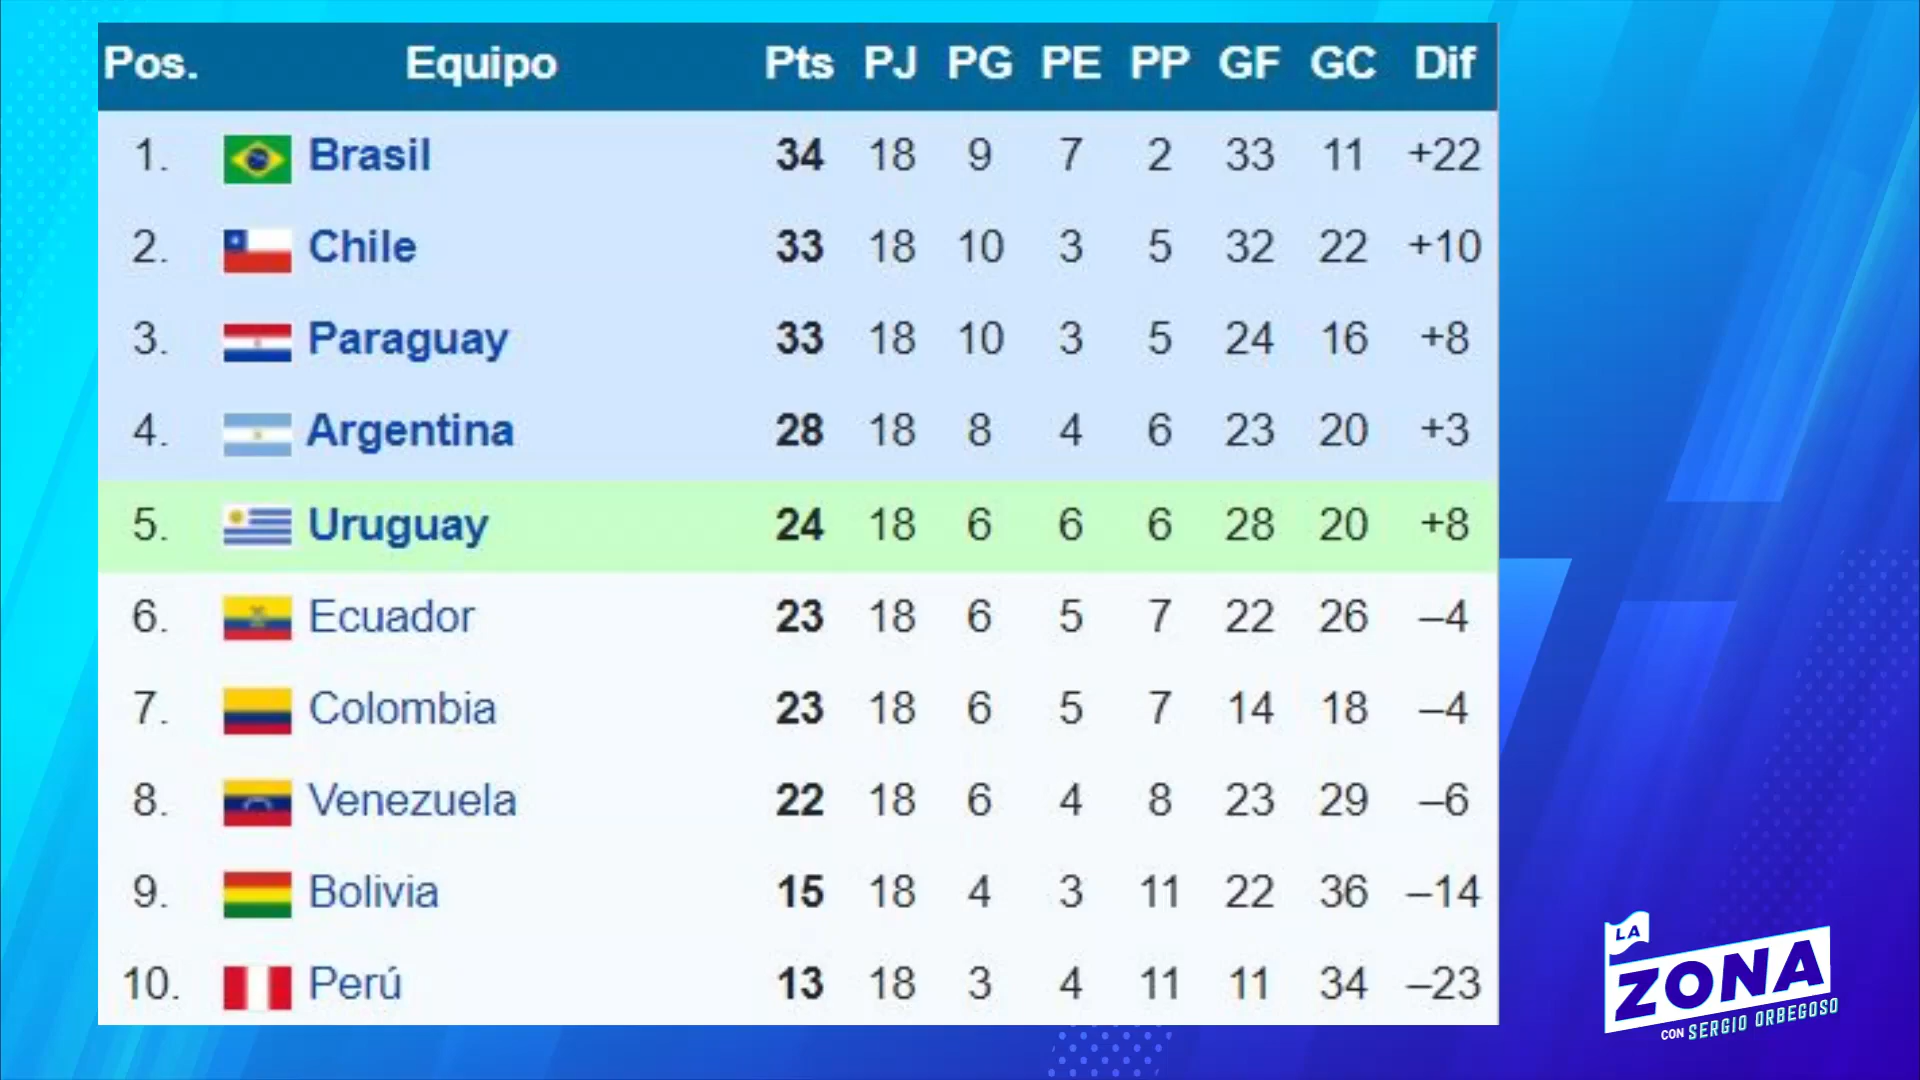 Pos. Equipo Pts PJ PG PE PP GF GC Dif
1. Brasil 34 18 9 7 2 33 11 +22
2. Chile 33 18 10 3 5 32 22 +10
3. Paraguay 33 18 10 3 5 24 16 +8
4. Argentina 28 18 8 4 6 23 20 +3
5. Uruguay 24 18 6 6 6 28 20 +8
6. Ecuador 23 18 6 5 7 22 26 –4
7. Colombia 23 18 6 5 7 14 18 –4
8. Venezuela 22 18 6 4 8 23 29 –6
9. Bolivia 15 18 4 3 11 22 36 –14
10. Perú 13 18 3 4 11 11 34 –23
LA
ZONA
CON SERGIO ORBEGOSO